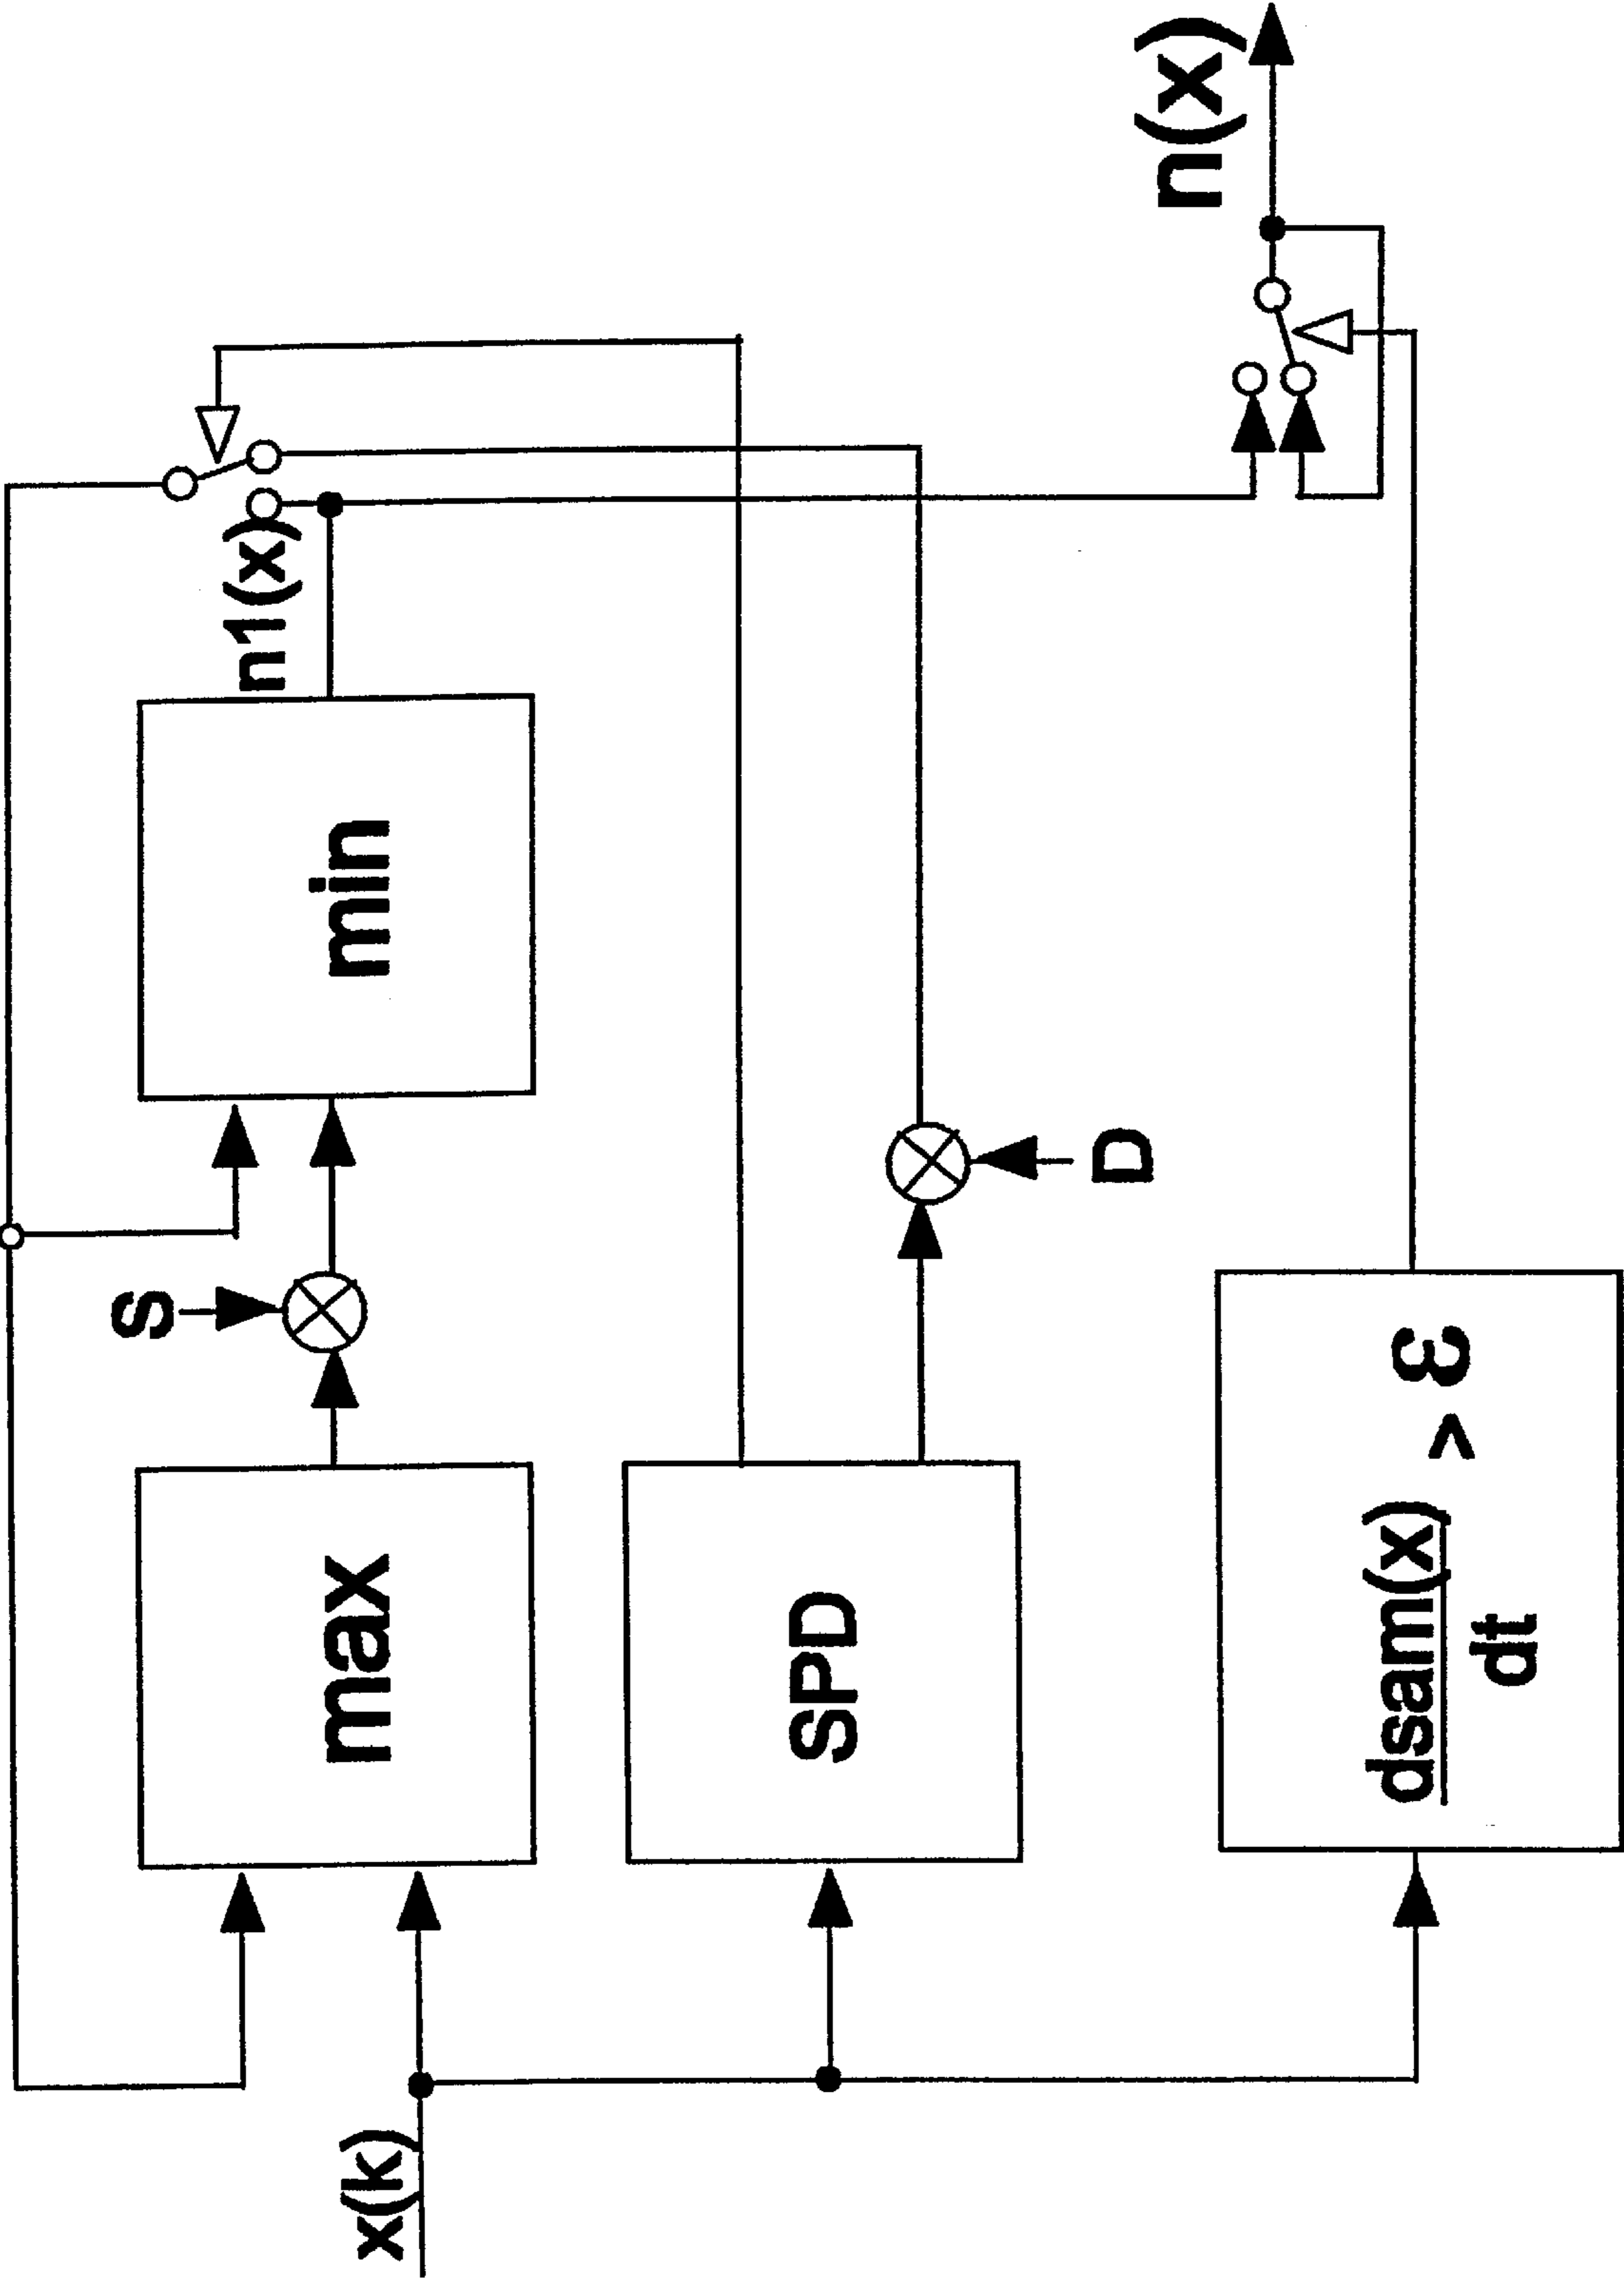 x(k)
max
S
min
n1(x)
SPD
D
dsam(x)
dt
> ε
n(x)